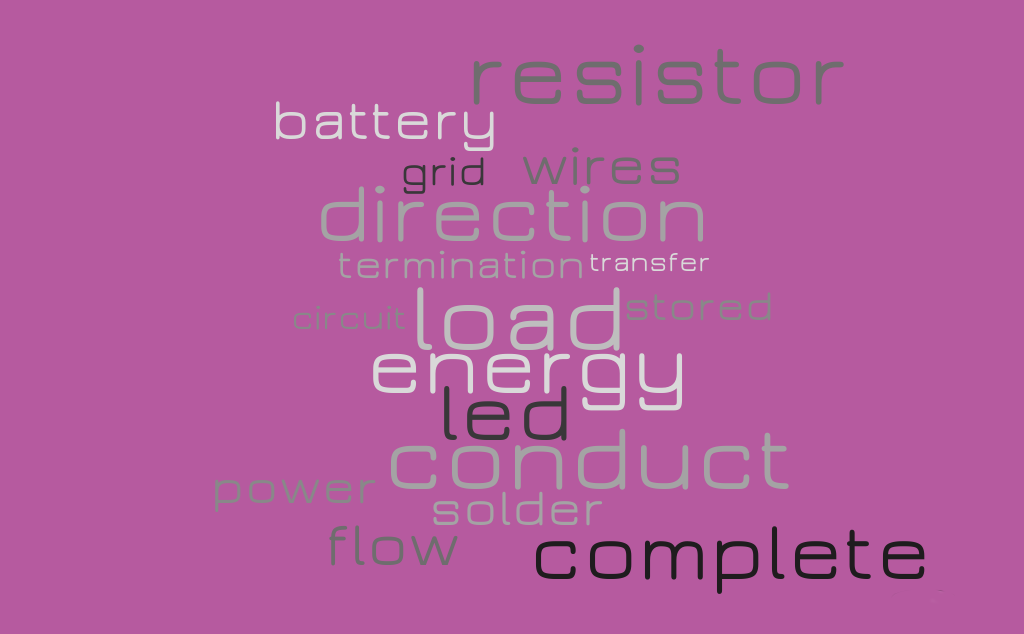 resistor
battery
grid wires
direction
termination transfer
circuit load stored
energy
led
conduct
power solder
flow complete